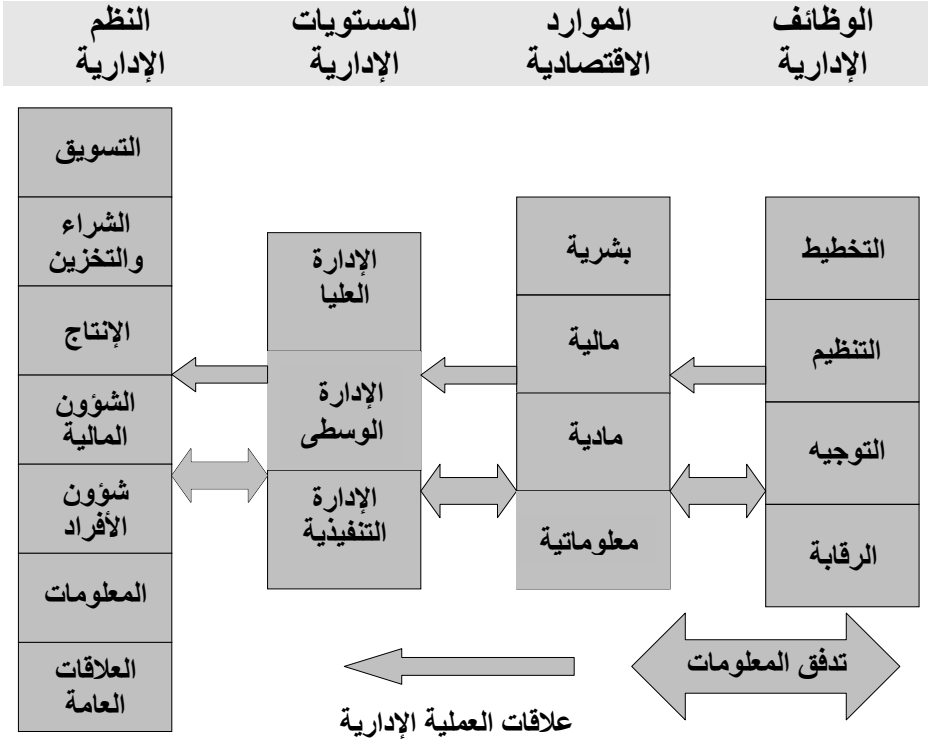 الوظائف
الإدارية
الموارد
الاقتصادية
المستويات
الإدارية
النظم
الإدارية
التخطيط
التنظيم
التوجيه
الرقابة
بشرية
مالية
مادية
معلوماتية
الإدارة
العليا
الإدارة
الوسطى
الإدارة
التنفيذية
التسويق
الشراء
والتخزين
الإنتاج
الشؤون
المالية
شؤون
الأفراد
المعلومات
العلاقات
العامة
تدفق المعلومات
علاقات العملية الإدارية